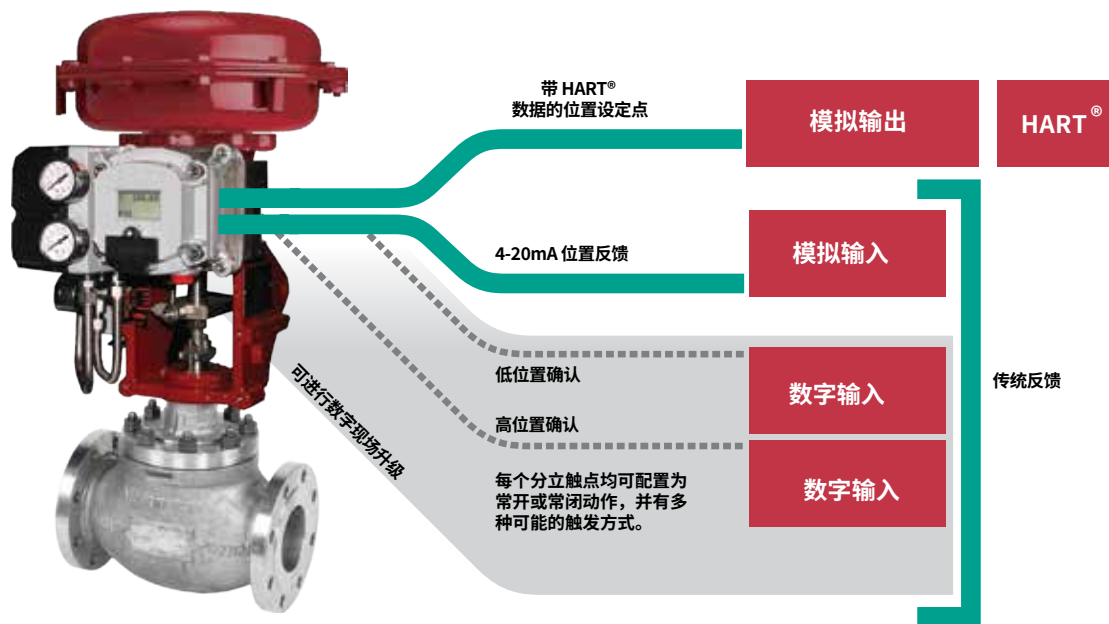 带 HART®
数据的位置设定点
模拟输出
HART®
4-20mA 位置反馈
模拟输入
低位置确认
数字输入
传统反馈
高位置确认
数字输入
可进行数字现场升级
每个分立触点均可配置为
常开或常闭动作，并有多
种可能的触发方式。